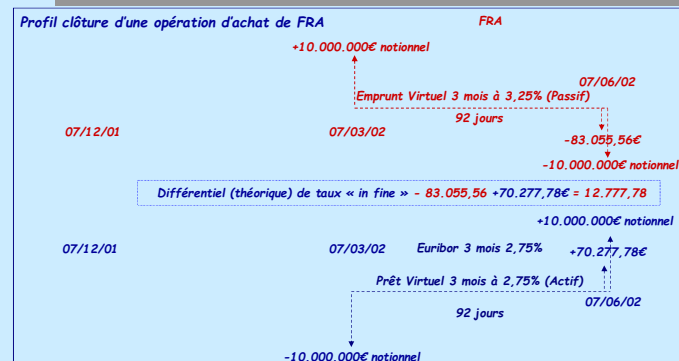 Profil clôture d'une opération d'achat de FRA
FRA
+10.000.000€ notionnel
07/06/02
Emprunt Virtuel 3 mois à 3,25% (Passif)
92 jours
07/12/01
07/03/02
-83.055,56€
-10.000.000€ notionnel
Différentiel (théorique) de taux « in fine » - 83.055,56 +70.277,78€ = 12.777,78
+10.000.000€ notionnel
07/12/01
07/03/02
Euribor 3 mois 2,75%
+70.277,78€
Prêt Virtuel 3 mois à 2,75% (Actif)
07/06/02
92 jours
-10.000.000€ notionnel